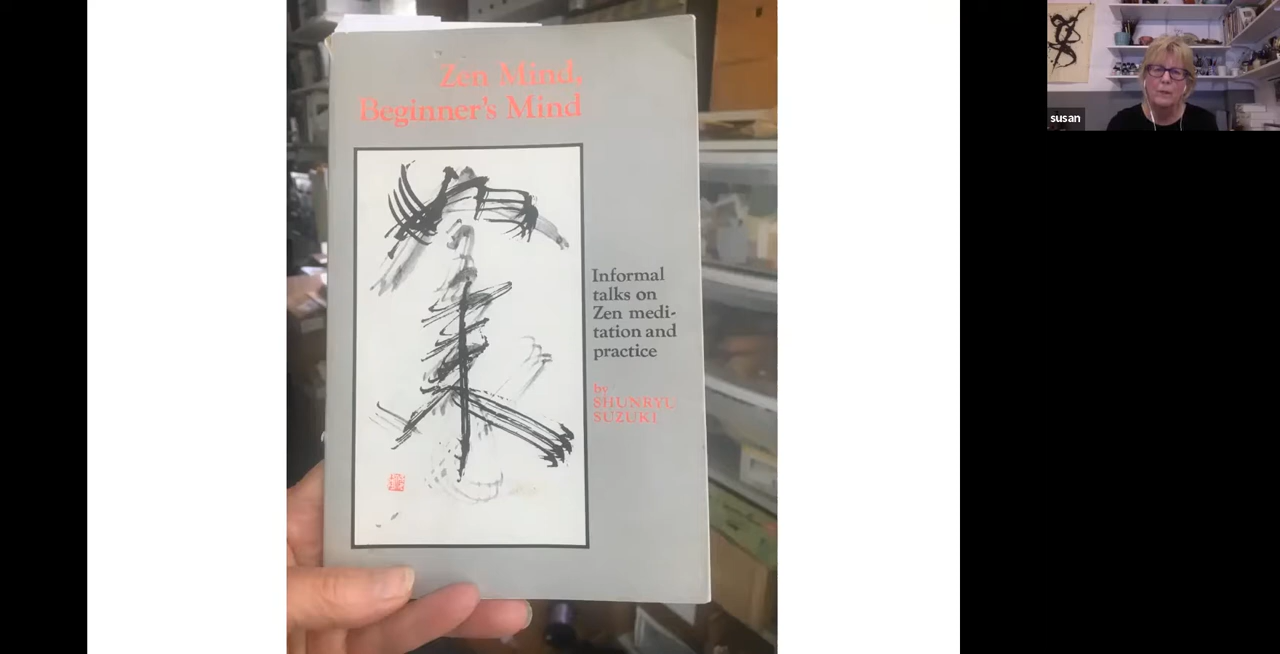 Zen Mind,
Beginner's Mind
Informal
talks on
Zen medi-
tation and
practice
by
SHUNRYU
SUZUKI
susan